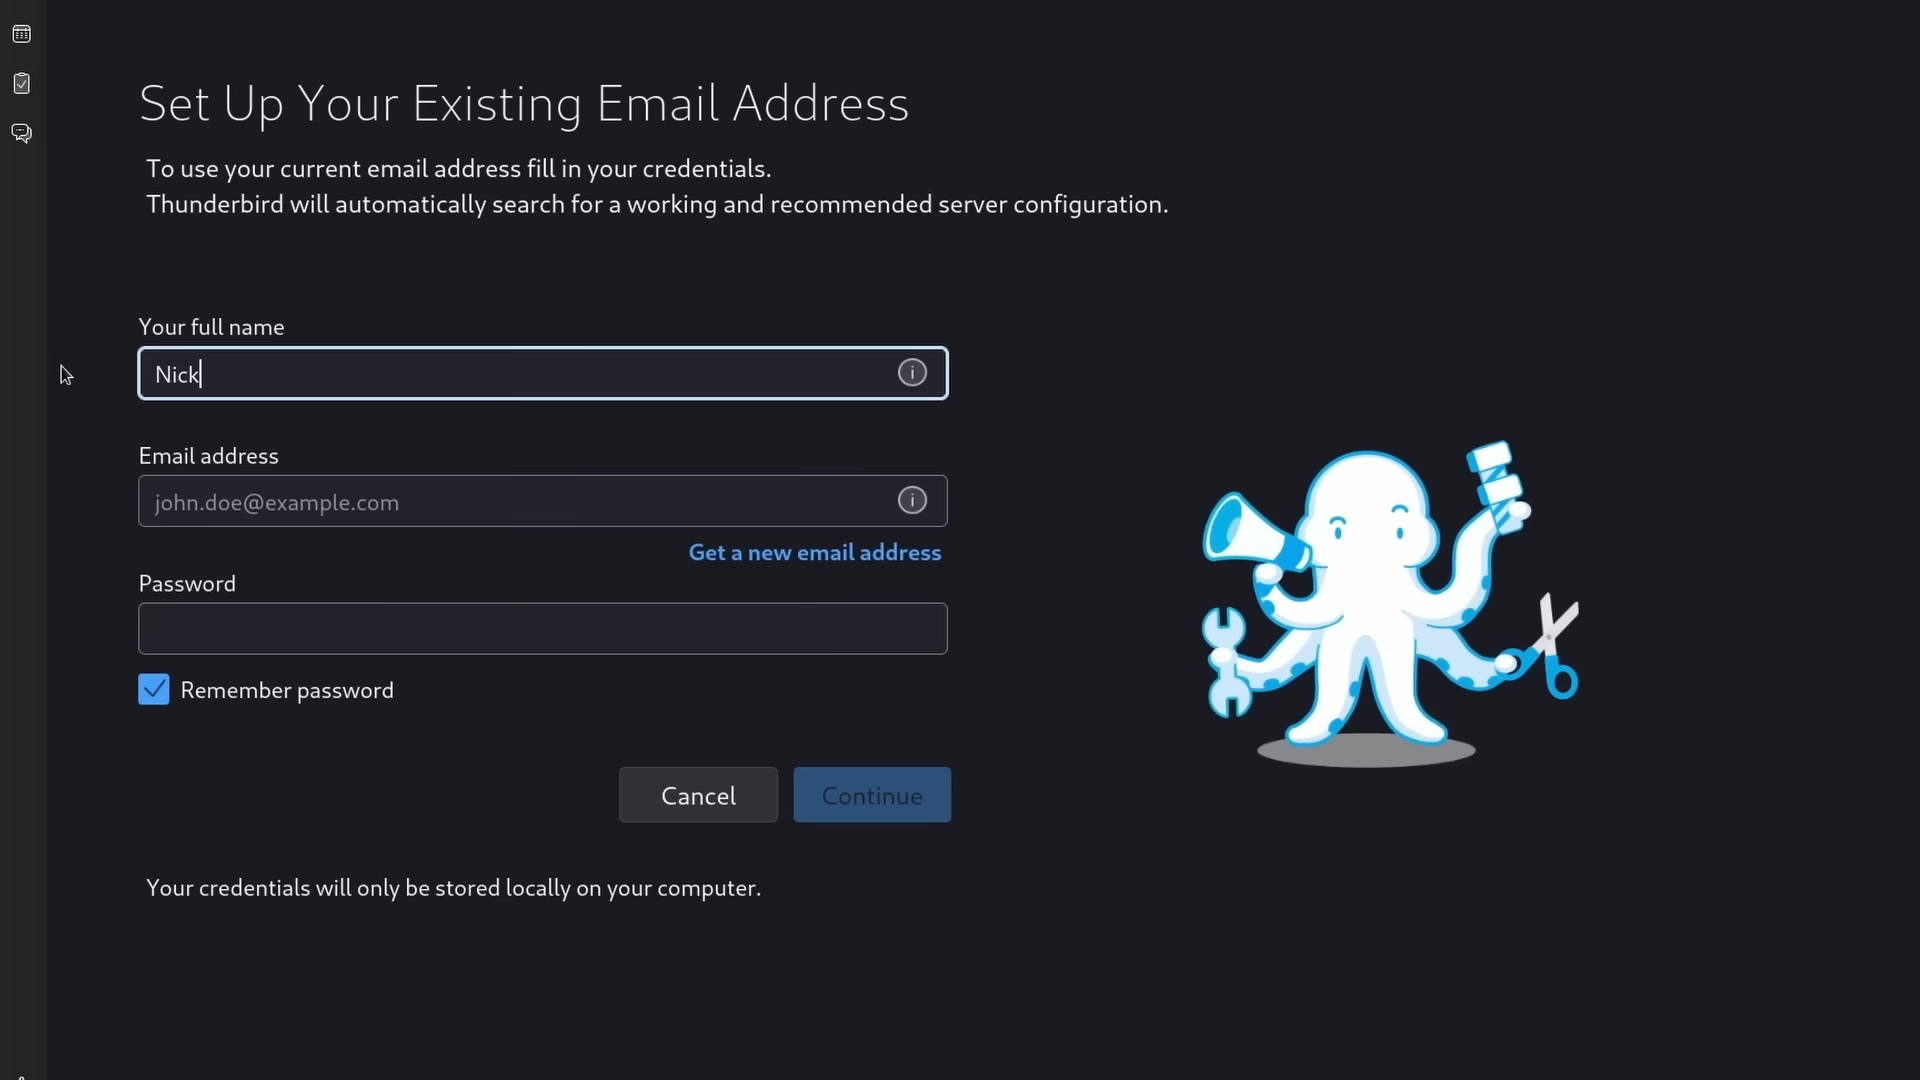 Set Up Your Existing Email Address
To use your current email address fill in your credentials.
Thunderbird will automatically search for a working and recommended server configuration.
Your full name
Nick
Email address
john.doe@example.com
Get a new email address
Password
Remember password
Cancel
Continue
Your credentials will only be stored locally on your computer.